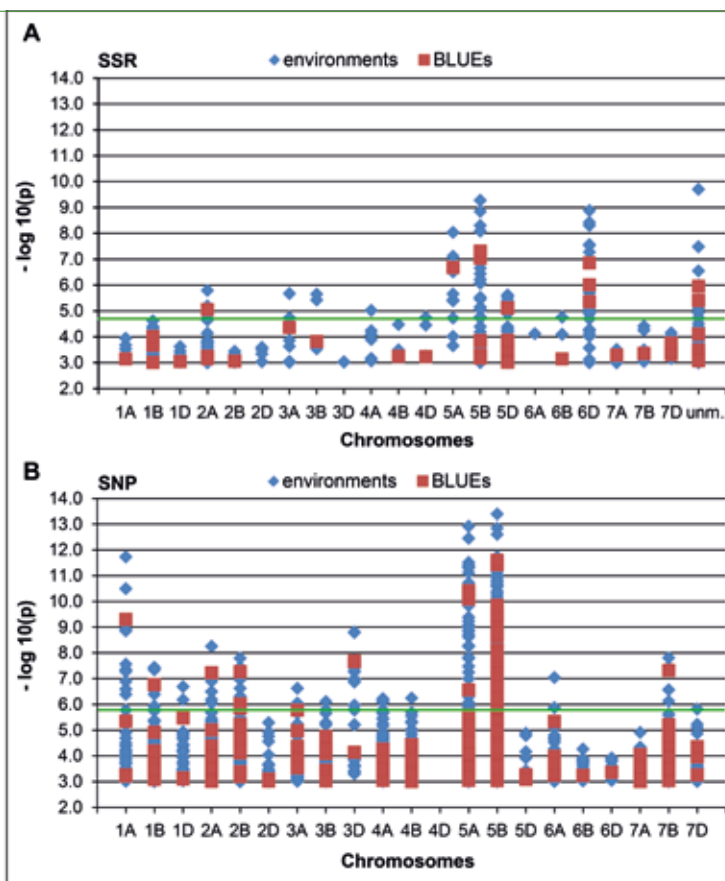 A
SSR
environments BLUEs
14.0
13.0
12.0
11.0
10.0
9.0
8.0
7.0
6.0
5.0
4.0
3.0
2.0
- log 10(p)
1A 1B 1D 2A 2B 2D 3A 3B 3D 4A 4B 4D 5A 5B 5D 6A 6B 6D 7A 7B 7D unm.
Chromosomes
B
SNP
environments BLUEs
14.0
13.0
12.0
11.0
10.0
9.0
8.0
7.0
6.0
5.0
4.0
3.0
2.0
- log 10(p)
1A 1B 1D 2A 2B 2D 3A 3B 3D 4A 4B 4D 5A 5B 5D 6A 6B 6D 7A 7B 7D
Chromosomes